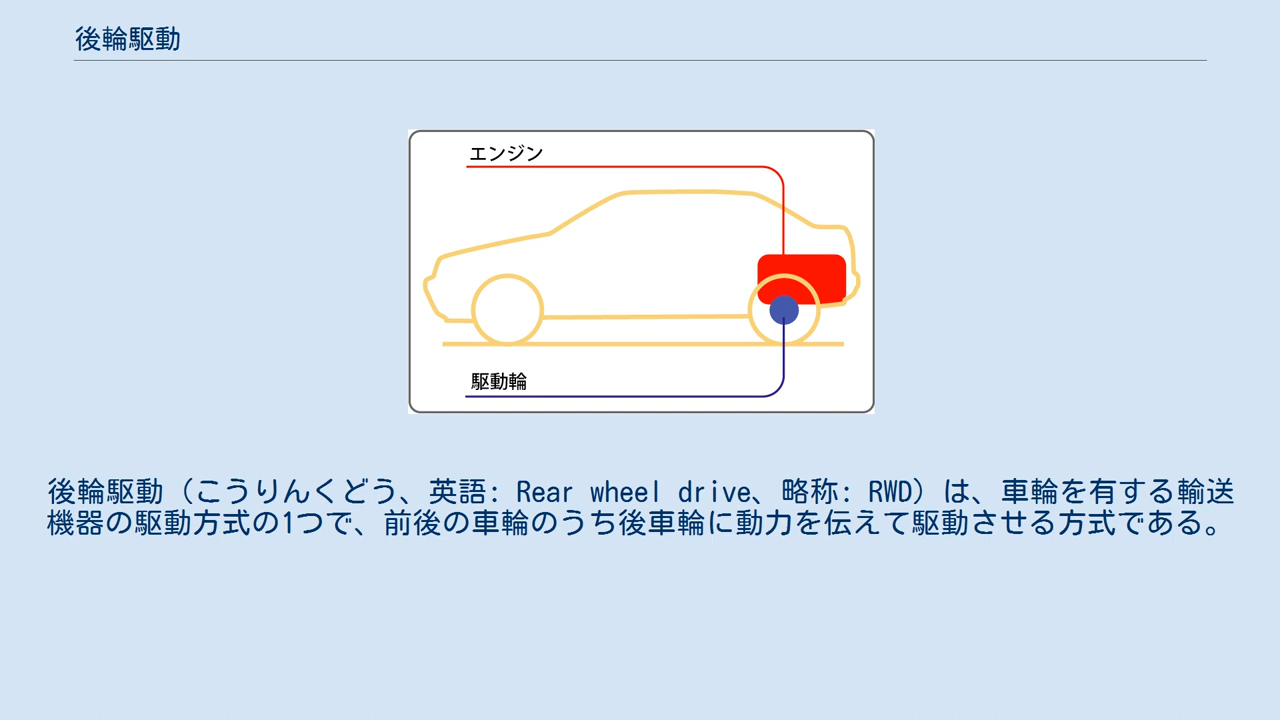 後輪駆動
エンジン
駆動輪
後輪駆動（こうりんくどう、英語: Rear wheel drive、略称: RWD）は、車輪を有する輸送
機器の駆動方式の1つで、前後の車輪のうち後車輪に動力を伝えて駆動させる方式である。